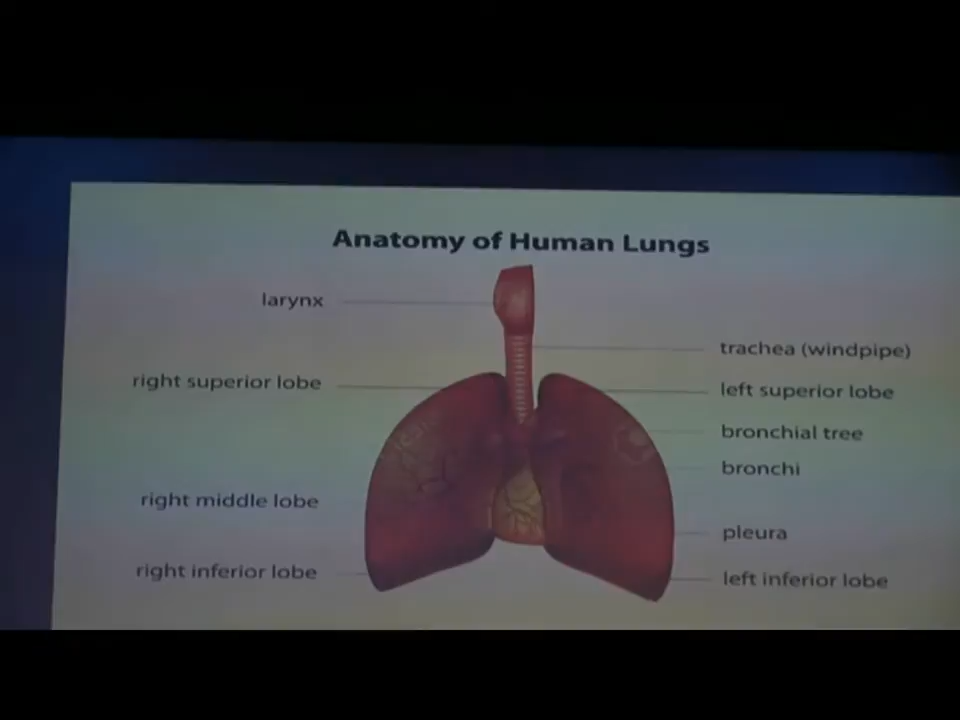 Anatomy of Human Lungs
larynx
trachea (windpipe)
right superior lobe
left superior lobe
bronchial tree
bronchi
right middle lobe
pleura
right inferior lobe
left inferior lobe